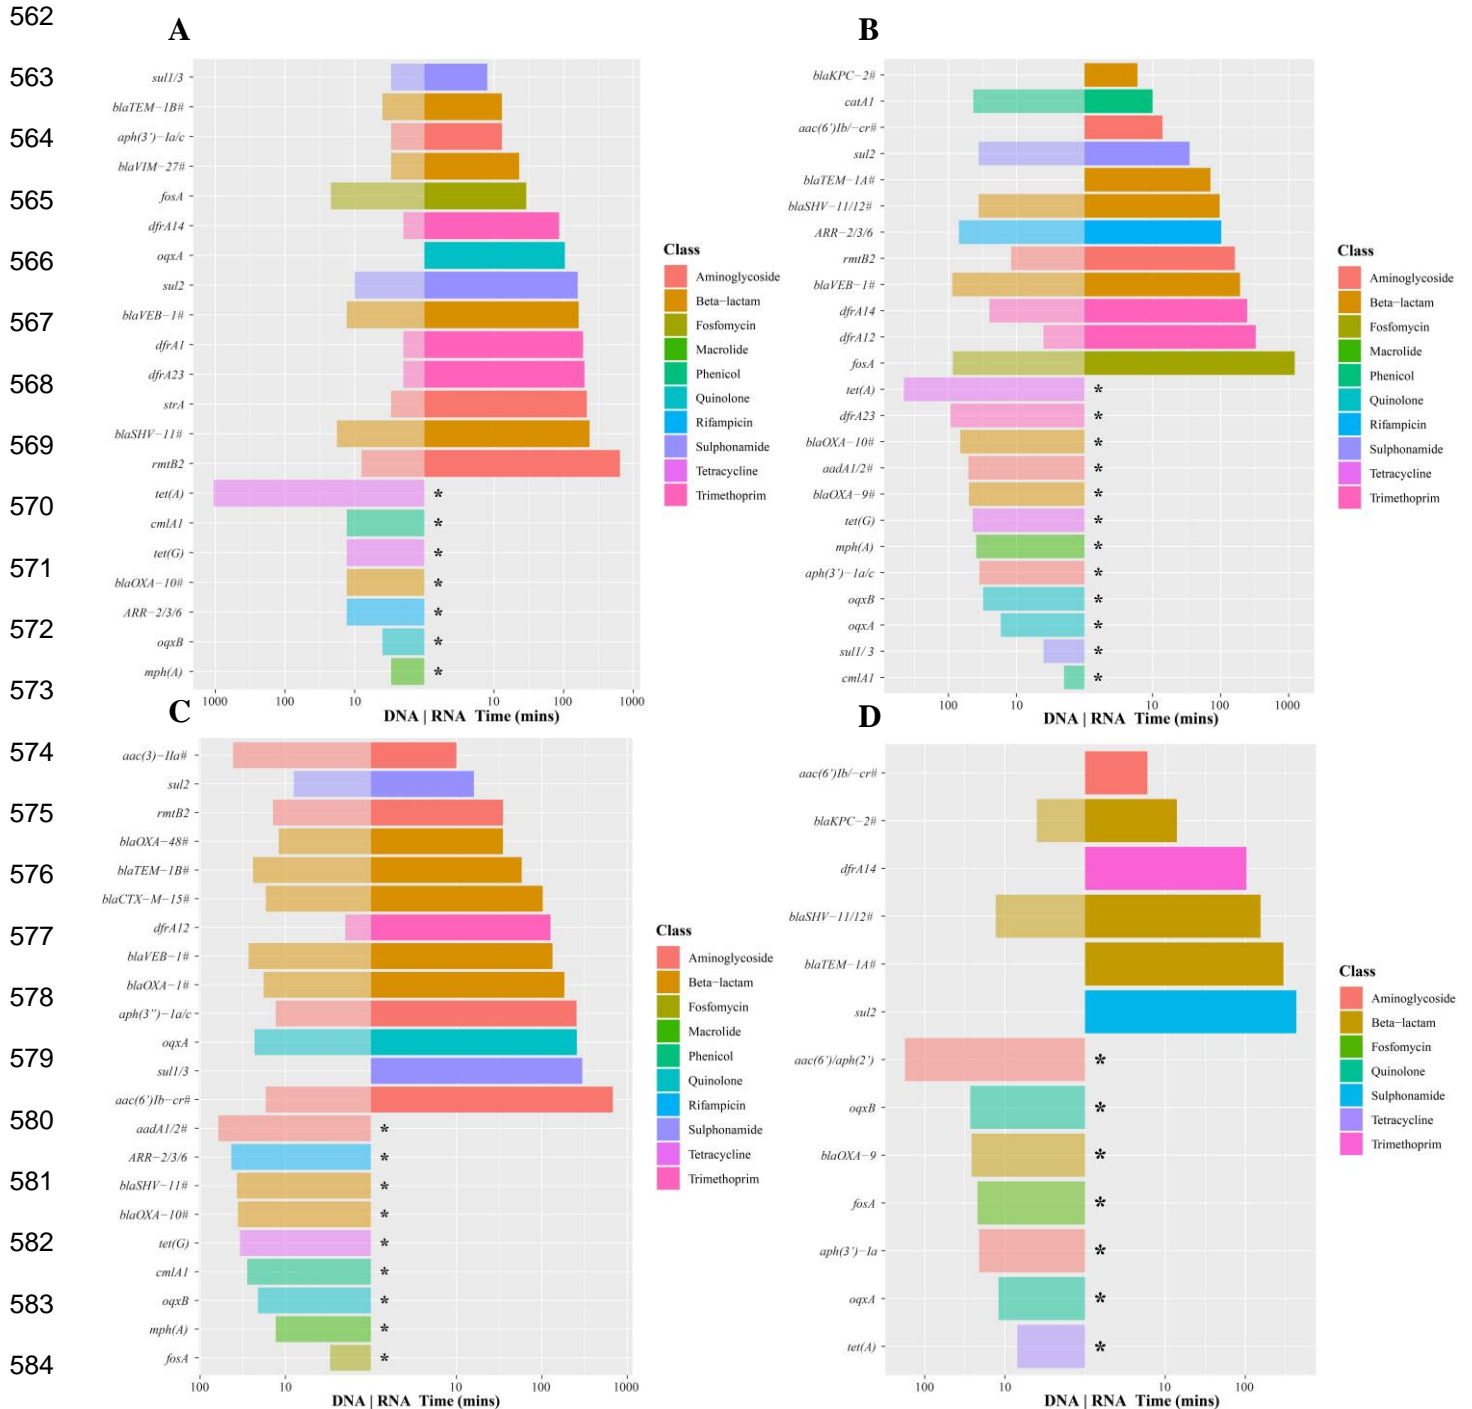 562
A
B
563
564
565
566
567
568
569
570
571
572
573
sul1/3
blaTEM−1B#
aph(3')−Ia/c
blaVIM−27#
fosA
dfrA14
oqxA
sul2
blaVEB−1#
dfrA1
dfrA23
strA
blaSHV−11#
rmtB2
tet(A)
cmlA1
tet(G)
blaOXA−10#
ARR−2/3/6
oqxB
mph(A)
* * * * * * *
1000 100 10 10 100 1000
DNA | RNA Time (mins)
Class
Aminoglycoside
Beta−lactam
Fosfomycin
Macrolide
Phenicol
Quinolone
Rifampicin
Sulphonamide
Tetracycline
Trimethoprim
blaKPC−2#
catA1
aac(6')Ib/−cr#
sul2
blaTEM−1A#
blaSHV−11/12#
ARR−2/3/6
rmtB2
blaVEB−1#
dfrA14
dfrA12
fosA
tet(A)
dfrA23
blaOXA−10#
aadA1/2#
blaOXA−9#
tet(G)
mph(A)
aph(3')−1a/c
oqxB
oqxA
sul1/ 3
cmlA1
* * * * * * * * * * * *
100 10 10 100 1000
DNA | RNA Time (mins)
Class
Aminoglycoside
Beta−lactam
Fosfomycin
Macrolide
Phenicol
Quinolone
Rifampicin
Sulphonamide
Tetracycline
Trimethoprim
C
D
574
575
576
577
578
579
580
581
582
583
584
aac(3)−IIa#
sul2
rmtB2
blaOXA−48#
blaTEM−1B#
blaCTX−M−15#
dfrA12
blaVEB−1#
blaOXA−1#
aph(3'')−1a/c
oqxA
sul1/3
aac(6')Ib−cr#
aadA1/2#
ARR−2/3/6
blaSHV−11#
blaOXA−10#
tet(G)
cmlA1
oqxB
mph(A)
fosA
* * * * * * * * *
100 10 10 100 1000
DNA | RNA Time (mins)
Class
Aminoglycoside
Beta−lactam
Fosfomycin
Macrolide
Phenicol
Quinolone
Rifampicin
Sulphonamide
Tetracycline
Trimethoprim
aac(6')Ib/−cr#
blaKPC−2#
dfrA14
blaSHV−11/12#
blaTEM−1A#
sul2
aac(6')/aph(2')
oqxB
blaOXA−9
fosA
aph(3')−Ia
oqxA
tet(A)
* * * * * * *
100 10 10 100
DNA | RNA Time (mins)
Class
Aminoglycoside
Beta−lactam
Fosfomycin
Quinolone
Sulphonamide
Tetracycline
Trimethoprim